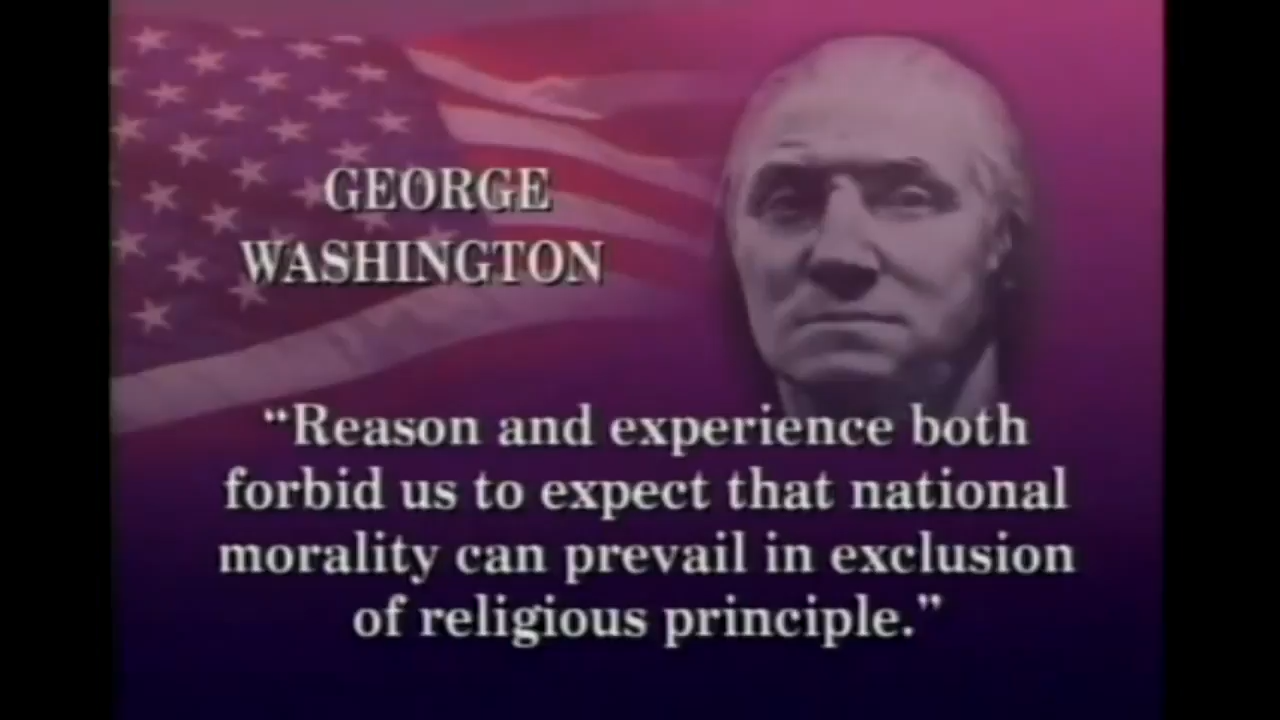 GEORGE
WASHINGTON
“Reason and experience both
forbid us to expect that national
morality can prevail in exclusion
of religious principle.”